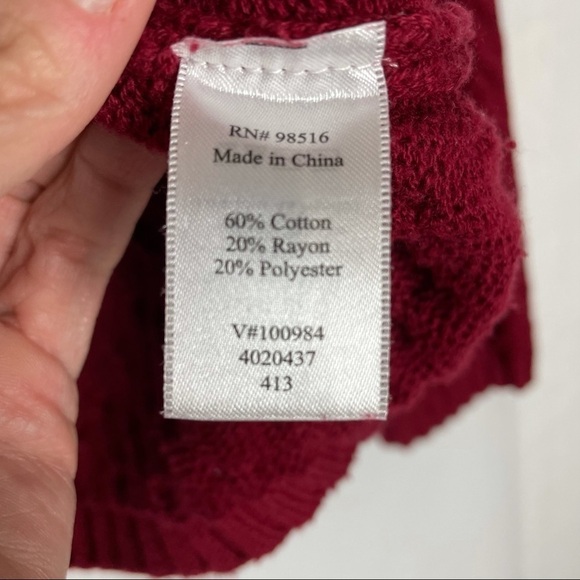 RN# 98516
Made in China
60% Cotton
20% Rayon
20% Polyester
V#100984
4020437
413